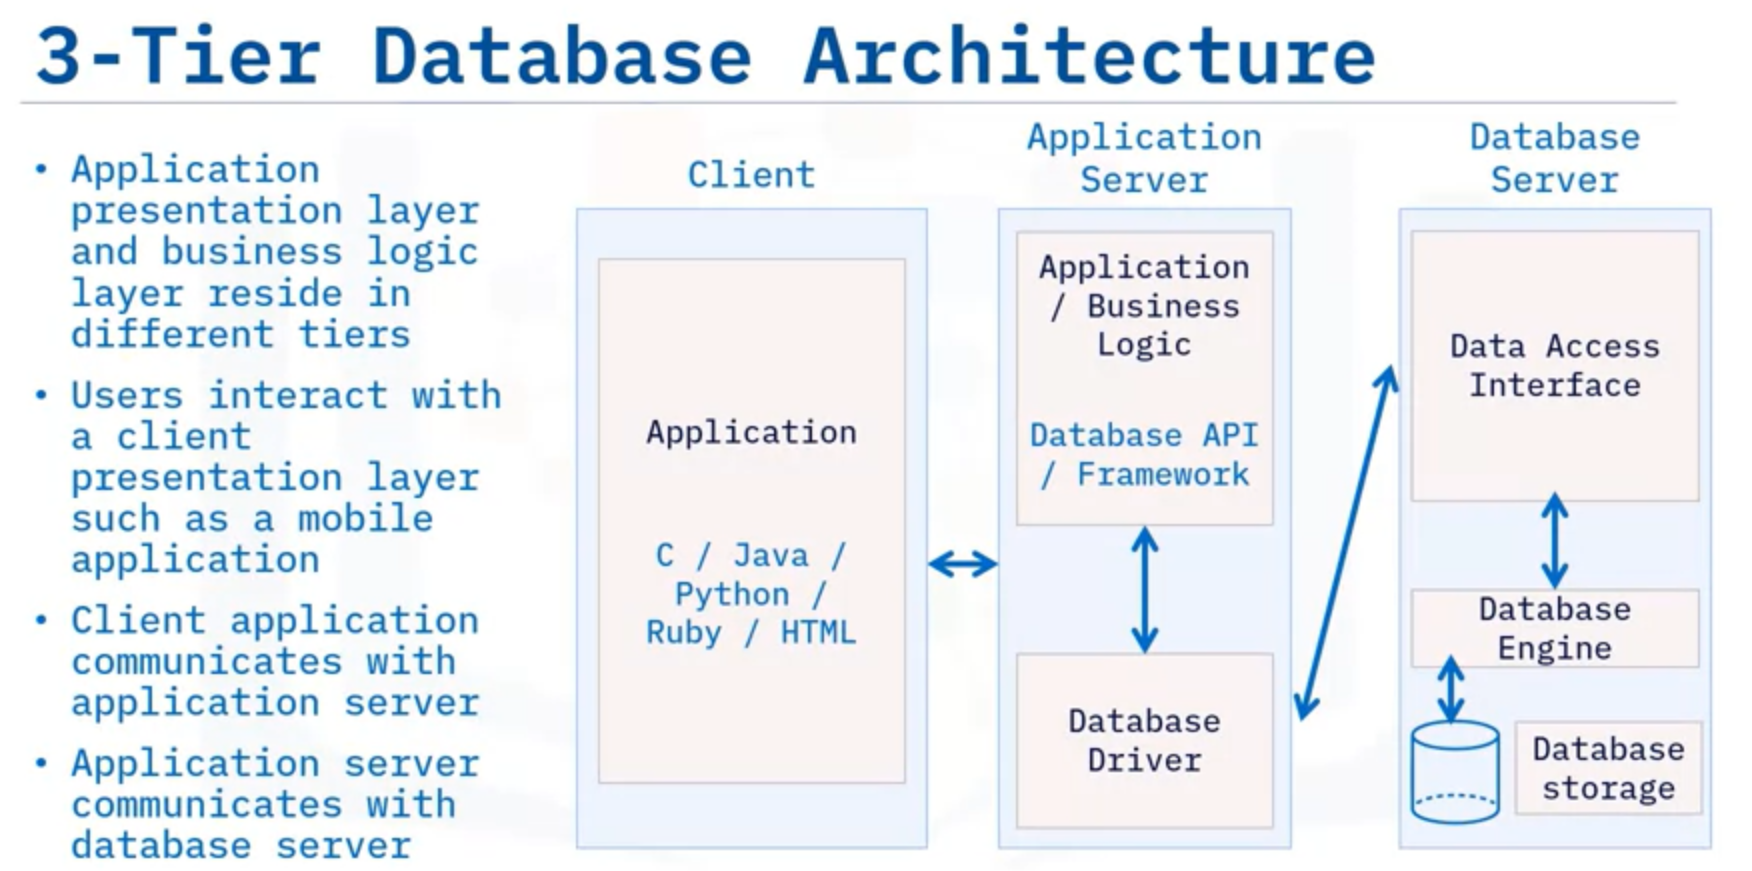 3-Tier Database Architecture
• Application
presentation layer
and business logic
layer reside in
different tiers
• Users interact with
a client
presentation layer
such as a mobile
application
• Client application
communicates with
application server
• Application server
communicates with
database server
Client
Application
C / Java /
Python /
Ruby / HTML
Application
Server
Application
/ Business
Logic
Database API
/ Framework
Database
Driver
Database
Server
Data Access
Interface
Database
Engine
Database
storage